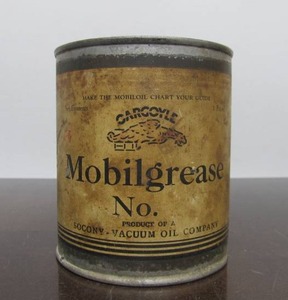 MAKE THE MOBILOIL CHART YOUR GUIDE
GARGOYLE
Mobilgrease
No.
PRODUCT OF A
SOCONY-VACUUM OIL COMPANY